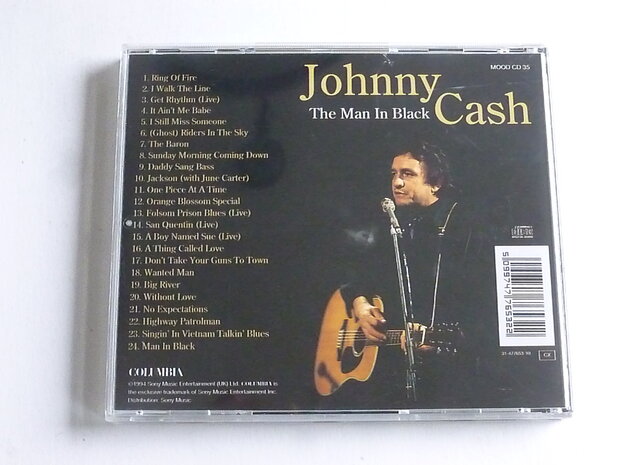 MOOD CD 35
Johnny
Cash
The Man In Black
1. Ring Of Fire
2. I Walk The Line
3. Get Rhythm (Live)
4. It Ain't Me Babe
5. I Still Miss Someone
6. (Ghost) Riders In The Sky
7. The Baron
8. Sunday Morning Coming Down
9. Daddy Sang Bass
10. Jackson (with June Carter)
11. One Piece At A Time
12. Orange Blossom Special
13. Folsom Prison Blues (Live)
14. San Quentin (Live)
15. A Boy Named Sue (Live)
16. A Thing Called Love
17. Don't Take Your Guns To Town
18. Wanted Man
19. Big River
20. Without Love
21. No Expectations
22. Highway Patrolman
23. Singin' In Vietnam Talkin' Blues
24. Man In Black
COLUMBIA
©1994 Sony Music Entertainment (UK) Ltd. COLUMBIA is
the exclusive trademark of Sony Music Entertainment Inc.
Distribution: Sony Music
5 099747 765322
CZ